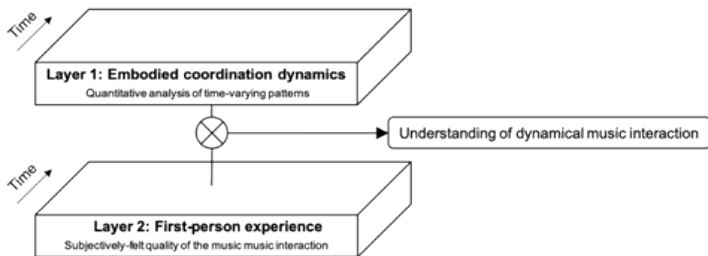 Time
Layer 1: Embodied coordination dynamics
Quantitative analysis of time-varying patterns
Understanding of dynamical music interaction
Time
Layer 2: First-person experience
Subjectively-felt quality of the music music interaction